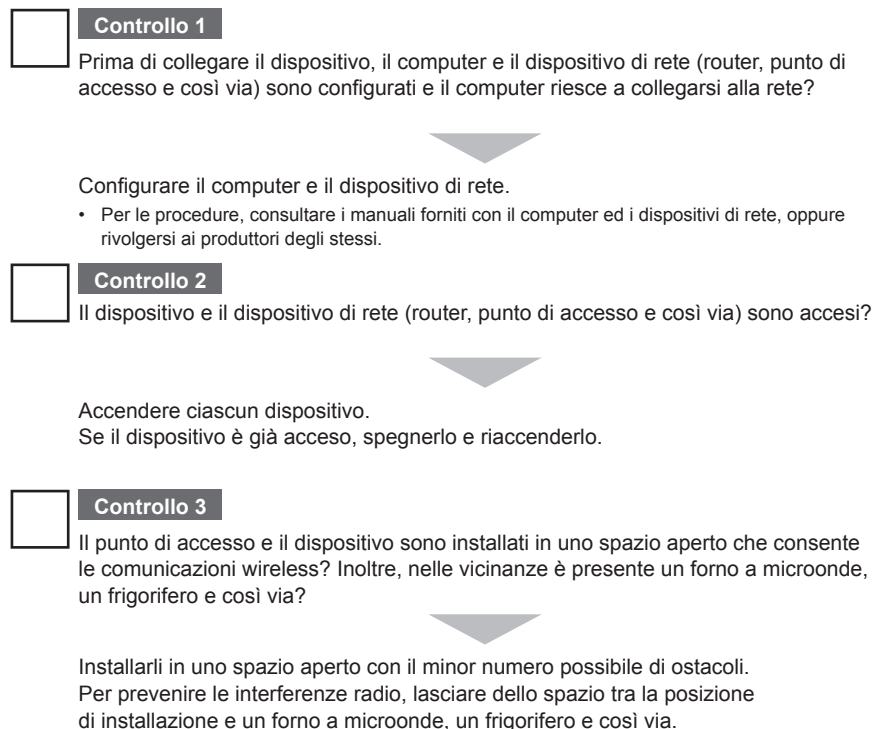 Controllo 1
Prima di collegare il dispositivo, il computer e il dispositivo di rete (router, punto di
accesso e così via) sono configurati e il computer riesce a collegarsi alla rete?
Configurare il computer e il dispositivo di rete.
• Per le procedure, consultare i manuali forniti con il computer ed i dispositivi di rete, oppure
rivolgersi ai produttori degli stessi.
Controllo 2
Il dispositivo e il dispositivo di rete (router, punto di accesso e così via) sono accesi?
Accendere ciascun dispositivo.
Se il dispositivo è già acceso, spegnerlo e riaccenderlo.
Controllo 3
Il punto di accesso e il dispositivo sono installati in uno spazio aperto che consente
le comunicazioni wireless? Inoltre, nelle vicinanze è presente un forno a microonde,
un frigorifero e così via?
Installarli in uno spazio aperto con il minor numero possibile di ostacoli.
Per prevenire le interferenze radio, lasciare dello spazio tra la posizione
di installazione e un forno a microonde, un frigorifero e così via.